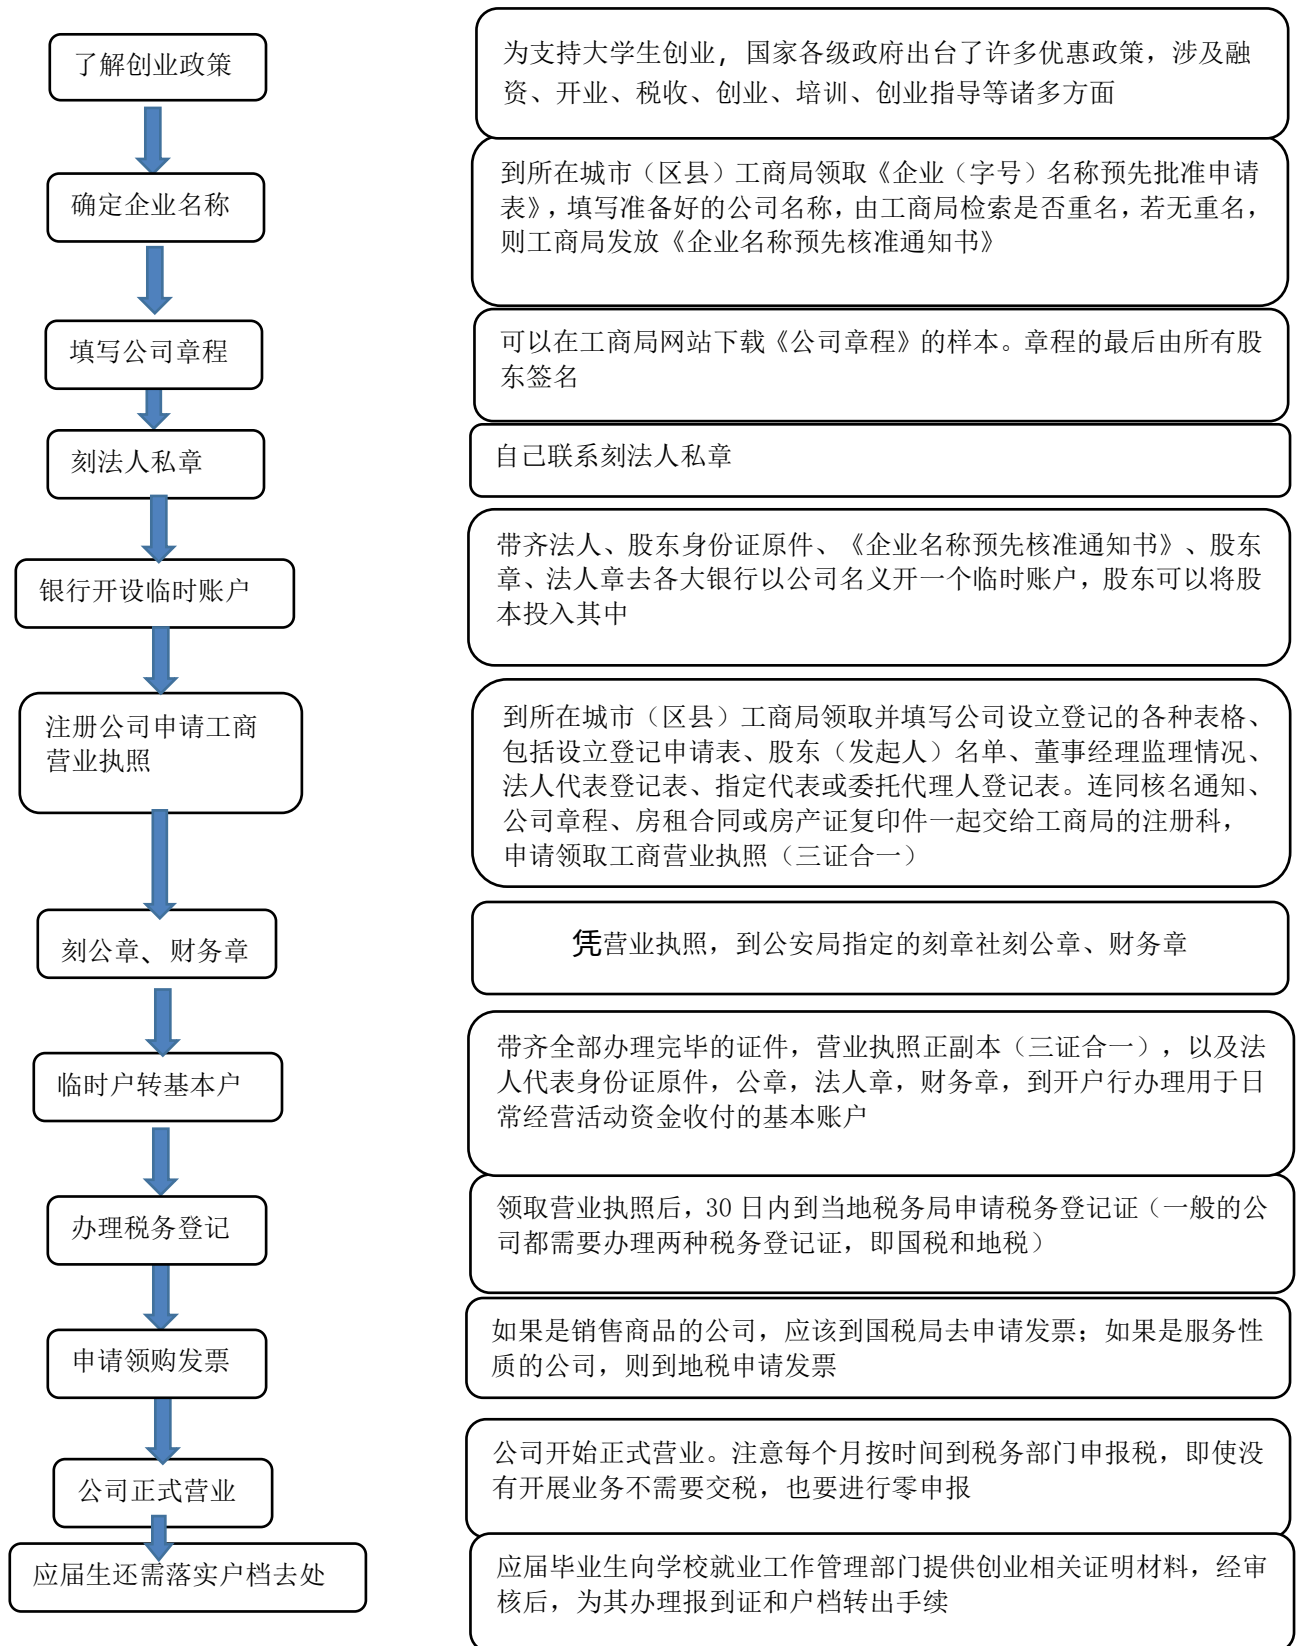 了解创业政策
为支持大学生创业，国家各级政府出台了许多优惠政策，涉及融
资、开业、税收、创业、培训、创业指导等诸多方面
确定企业名称
到所在城市（区县）工商局领取《企业（字号）名称预先批准申请
表》，填写准备好的公司名称，由工商局检索是否重名，若无重名，
则工商局发放《企业名称预先核准通知书》
填写公司章程
可以在工商局网站下载《公司章程》的样本。章程的最后由所有股
东签名
刻法人私章
自己联系刻法人私章
银行开设临时账户
带齐法人、股东身份证原件、《企业名称预先核准通知书》、股东
章、法人章去各大银行以公司名义开一个临时账户，股东可以将股
本投入其中
注册公司申请工商
营业执照
到所在城市（区县）工商局领取并填写公司设立登记的各种表格、
包括设立登记申请表、股东（发起人）名单、董事经理监理情况、
法人代表登记表、指定代表或委托代理人登记表。连同核名通知、
公司章程、房租合同或房产证复印件一起交给工商局的注册科，
申请领取工商营业执照（三证合一）
刻公章、财务章
凭营业执照，到公安局指定的刻章社刻公章、财务章
临时户转基本户
带齐全部办理完毕的证件，营业执照正副本（三证合一），以及法
人代表身份证原件，公章，法人章，财务章，到开户行办理用于日
常经营活动资金收付的基本账户
办理税务登记
领取营业执照后，30 日内到当地税务局申请税务登记证（一般的公
司都需要办理两种税务登记证，即国税和地税）
申请领购发票
如果是销售商品的公司，应该到国税局去申请发票；如果是服务性
质的公司，则到地税申请发票
公司正式营业
公司开始正式营业。注意每个月按时间到税务部门申报税，即使没
有开展业务不需要交税，也要进行零申报
应届生还需落实户档去处
应届毕业生向学校就业工作管理部门提供创业相关证明材料，经审
核后，为其办理报到证和户档转出手续